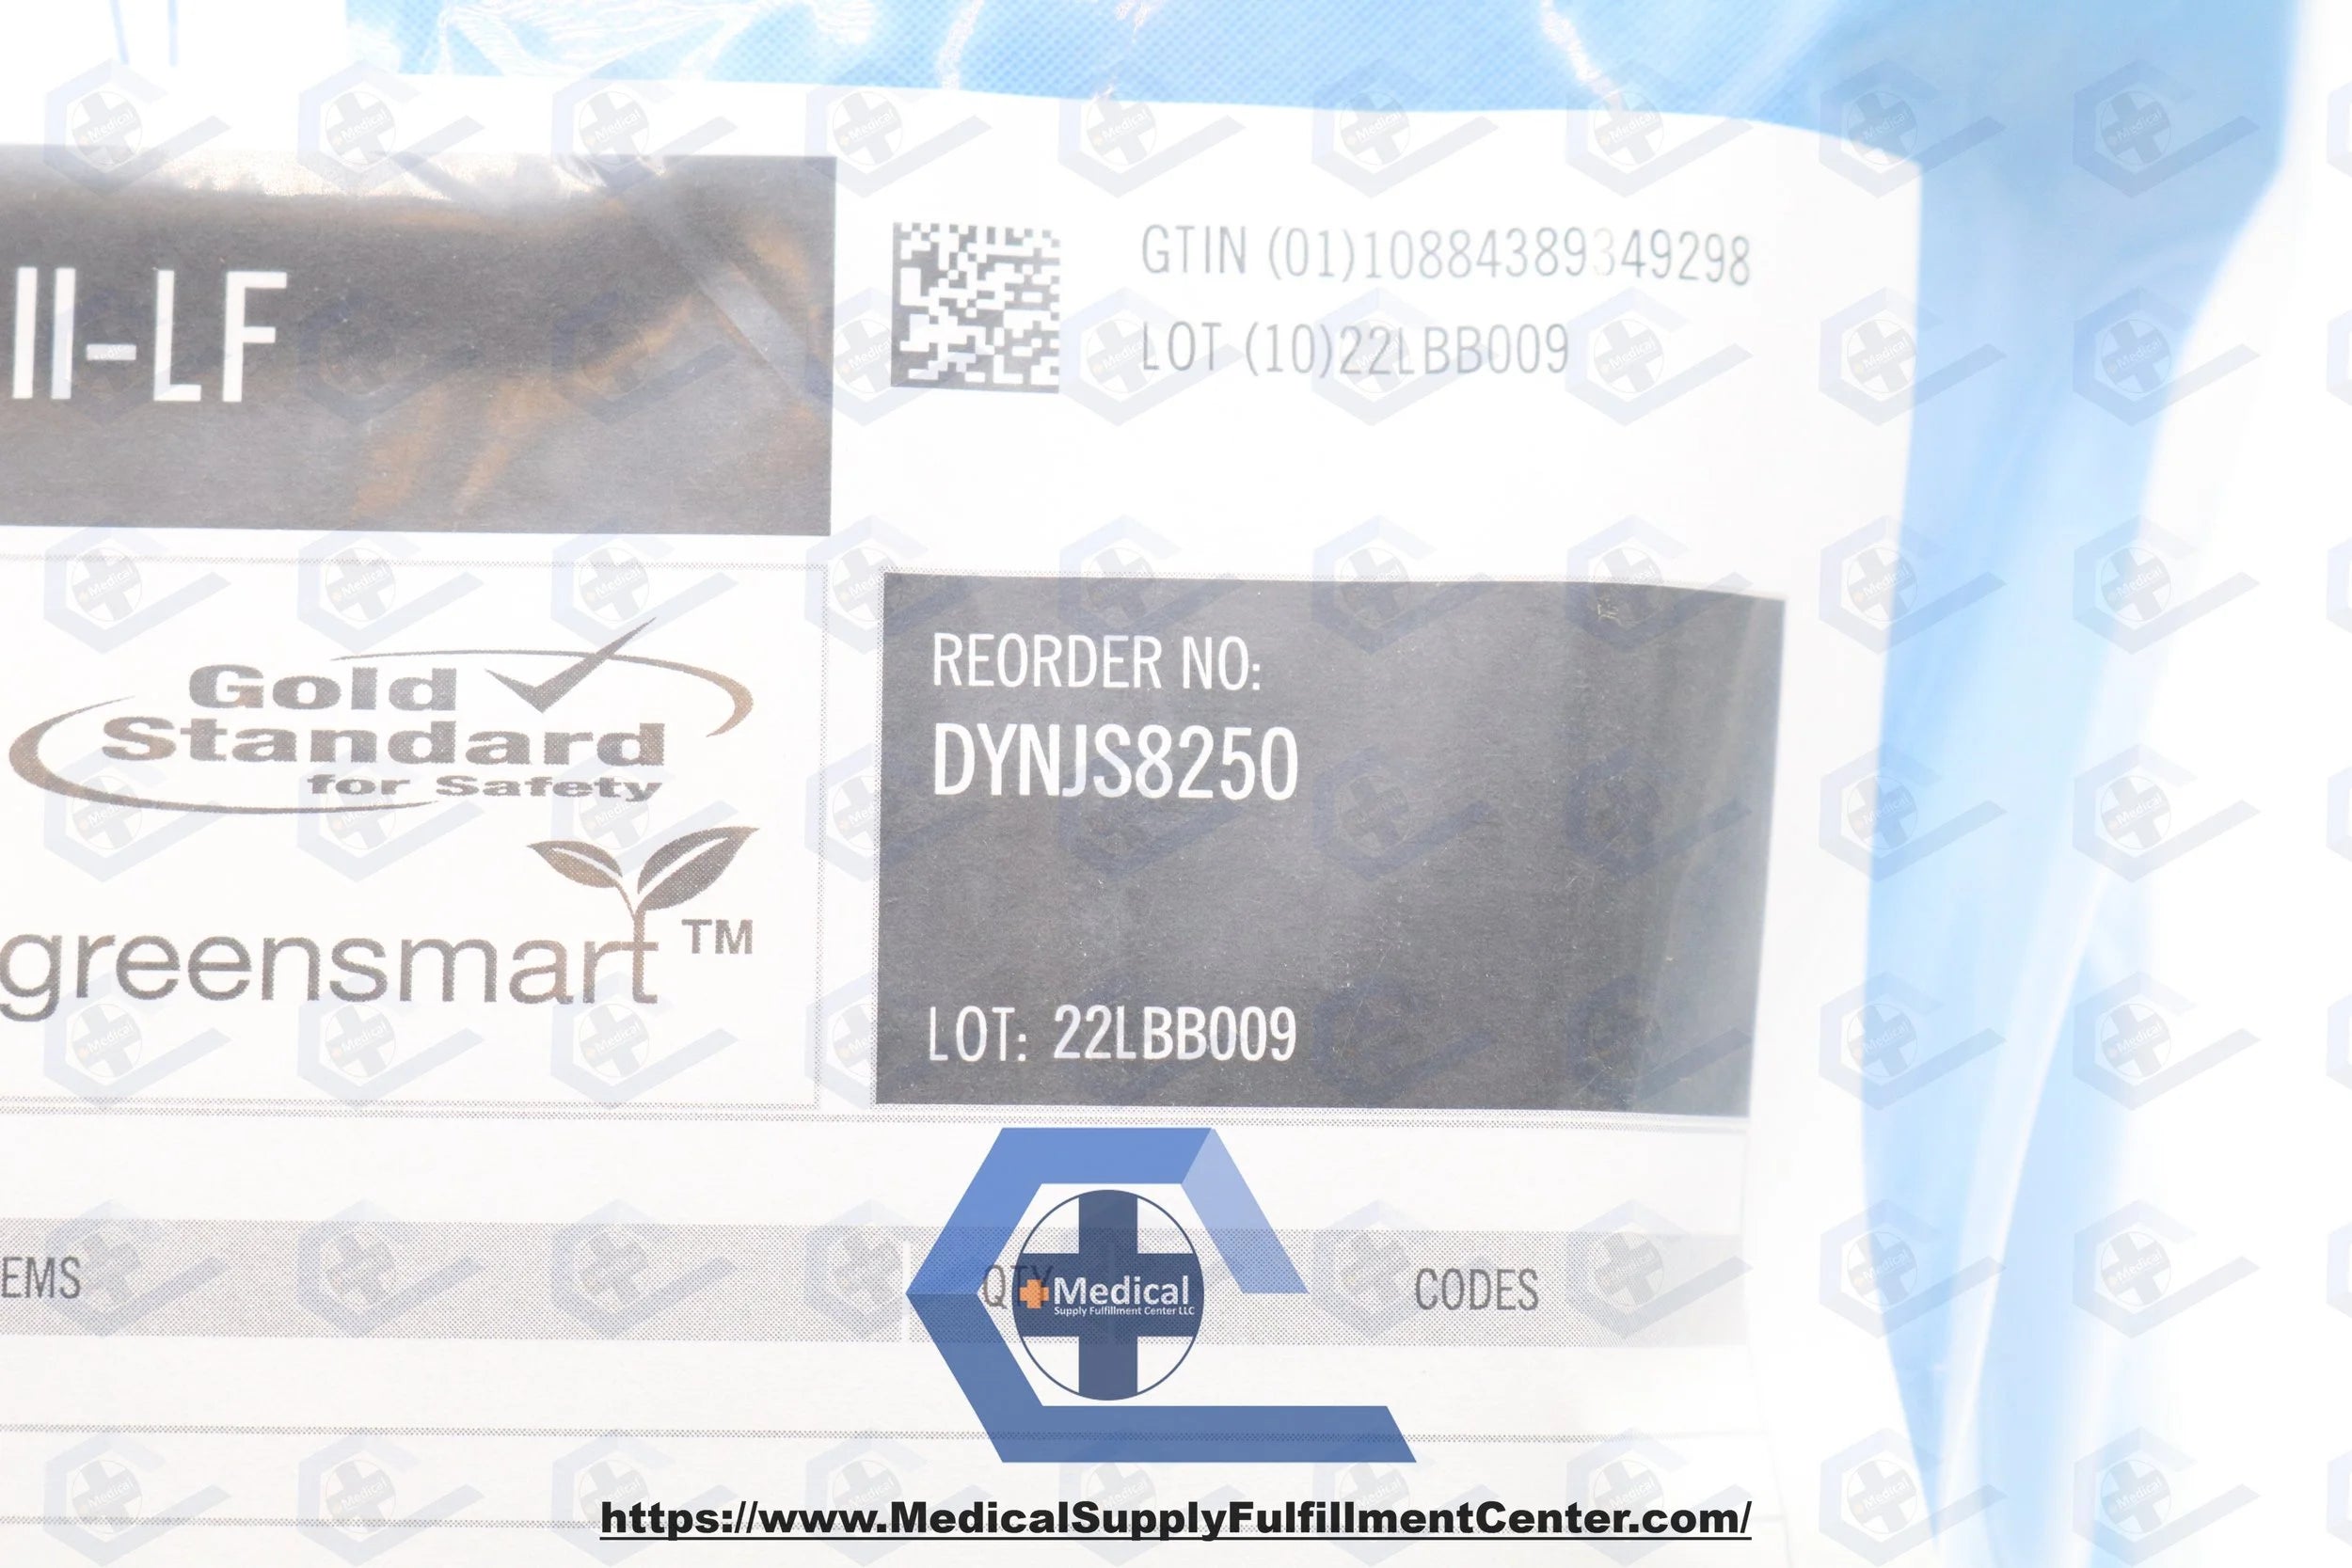 II-LF
GTIN (01)10884389349298
LOT (10)22LBB009
Gold
Standard
for Safety
greensmart™
REORDER NO:
DYNJS8250
LOT: 22LBB009
EMS
QTY
CODES
Medical
Supply Fulfillment Center LLC
https://www.MedicalSupplyFulfillmentCenter.com/